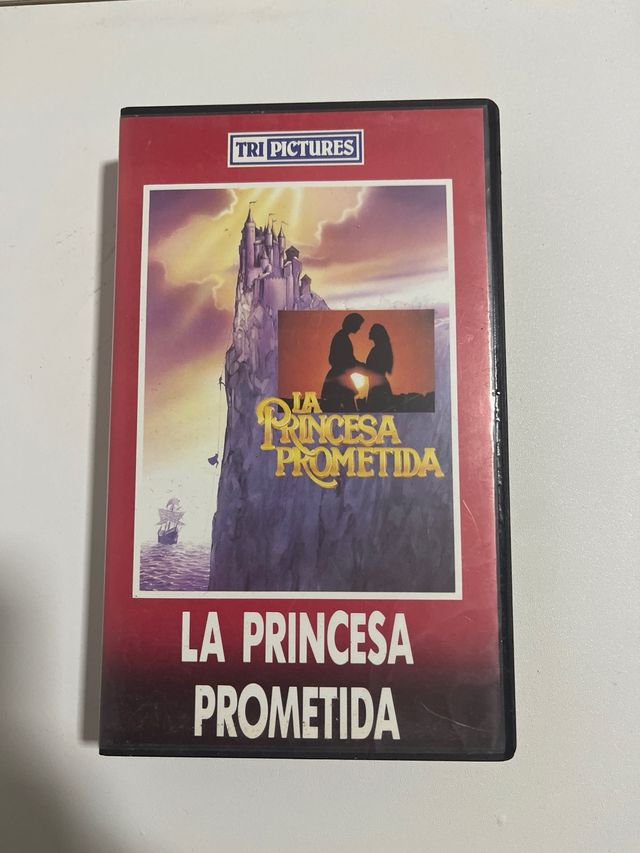 TRI PICTURES
LA
PRINCESA
PROMETIDA
LA PRINCESA
PROMETIDA